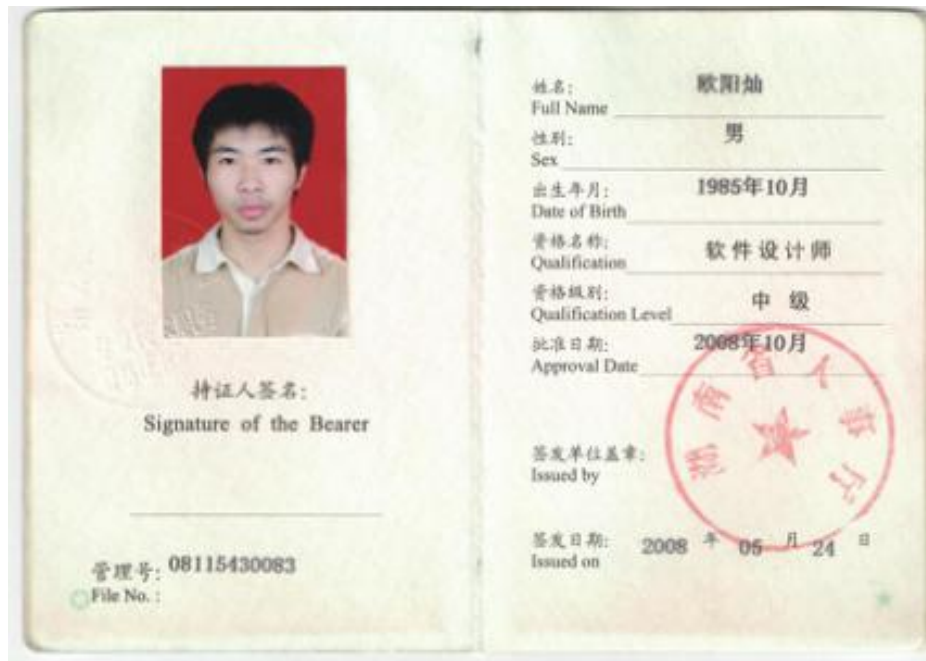 持证人签名:
Signature of the Bearer
管理号: 08115430083
File No. :
姓名: 欧阳灿
Full Name
性别: 男
Sex
出生年月: 1985年10月
Date of Birth
资格名称: 软件设计师
Qualification
资格级别: 中 级
Qualification Level
批准日期: 2008年10月
Approval Date
湖南省人事厅
签发单位盖章:
Issued by
签发日期: 2008 年 05 月 24 日
Issued on